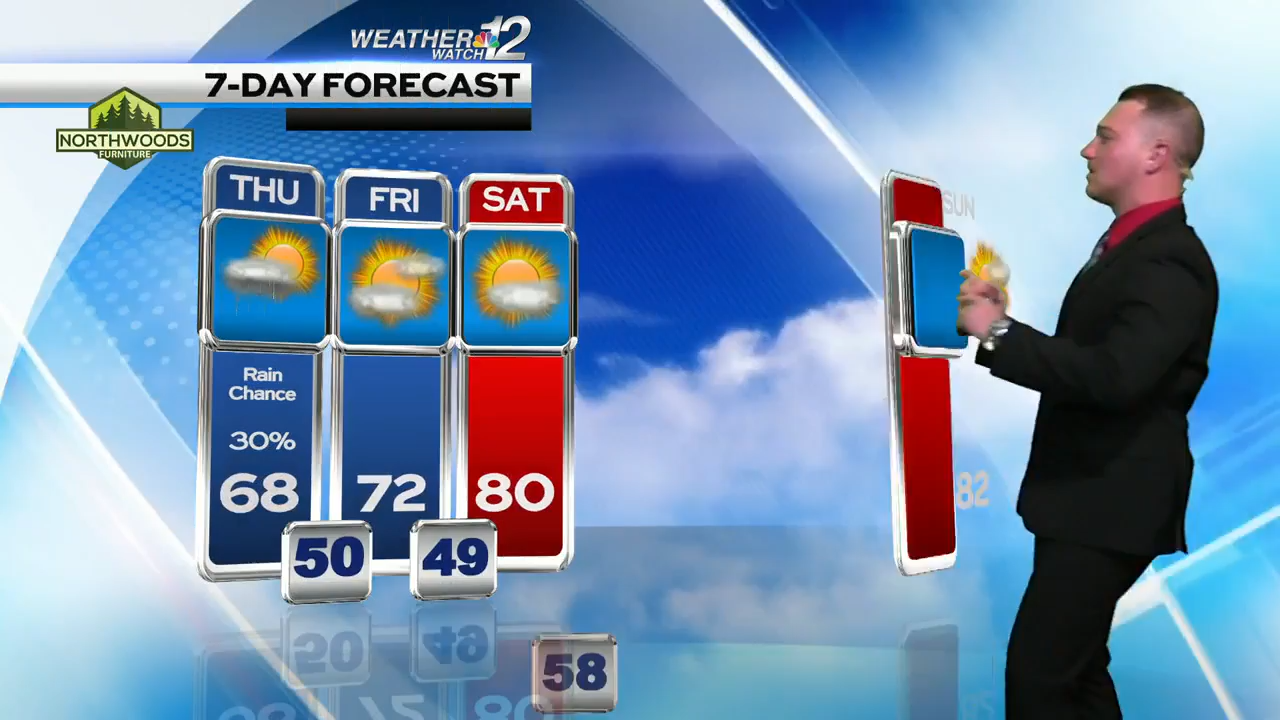 WEATHER 12
WATCH
7-DAY FORECAST
NORTHWOODS
FURNITURE
THU
FRI
SAT
SUN
Rain
Chance
30%
68
72
80
82
50
49
58